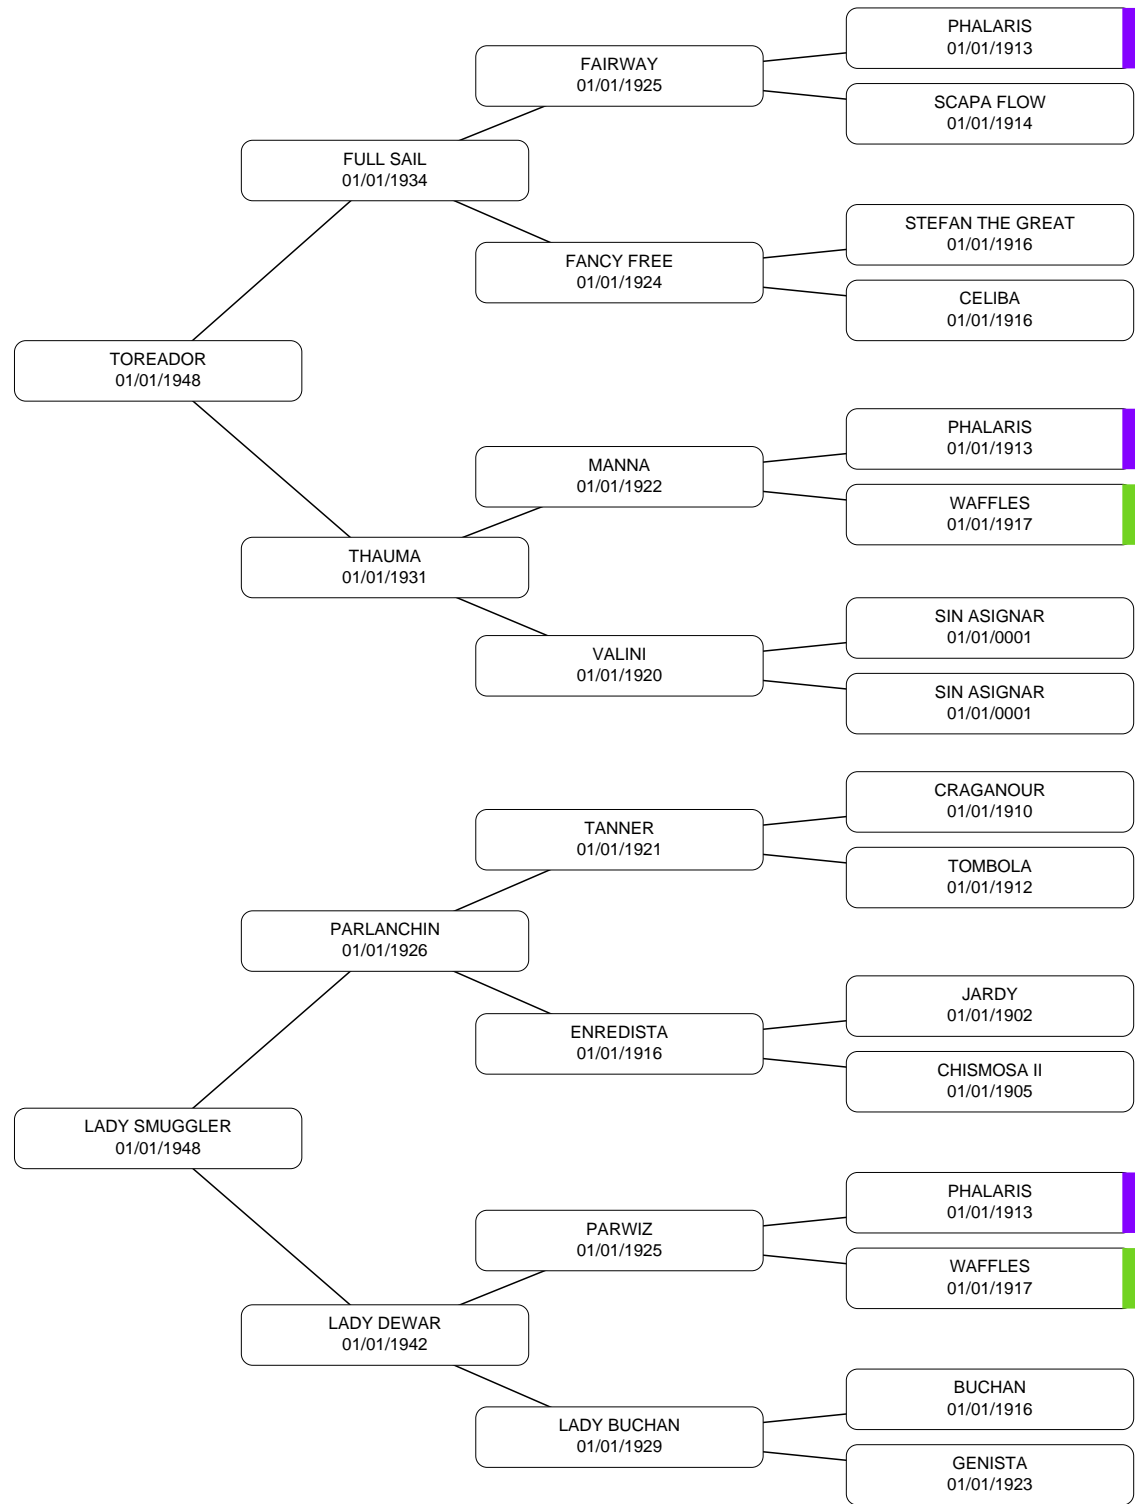 PHALARIS
01/01/1913
FAIRWAY
01/01/1925
SCAPA FLOW
01/01/1914
FULL SAIL
01/01/1934
STEFAN THE GREAT
01/01/1916
FANCY FREE
01/01/1924
CELIBA
01/01/1916
TOREADOR
01/01/1948
PHALARIS
01/01/1913
MANNA
01/01/1922
WAFFLES
01/01/1917
THAUMA
01/01/1931
SIN ASIGNAR
01/01/0001
VALINI
01/01/1920
SIN ASIGNAR
01/01/0001
CRAGANOUR
01/01/1910
TANNER
01/01/1921
TOMBOLA
01/01/1912
PARLANCHIN
01/01/1926
JARDY
01/01/1902
ENREDISTA
01/01/1916
CHISMOSA II
01/01/1905
LADY SMUGGLER
01/01/1948
PHALARIS
01/01/1913
PARWIZ
01/01/1925
WAFFLES
01/01/1917
LADY DEWAR
01/01/1942
BUCHAN
01/01/1916
LADY BUCHAN
01/01/1929
GENISTA
01/01/1923